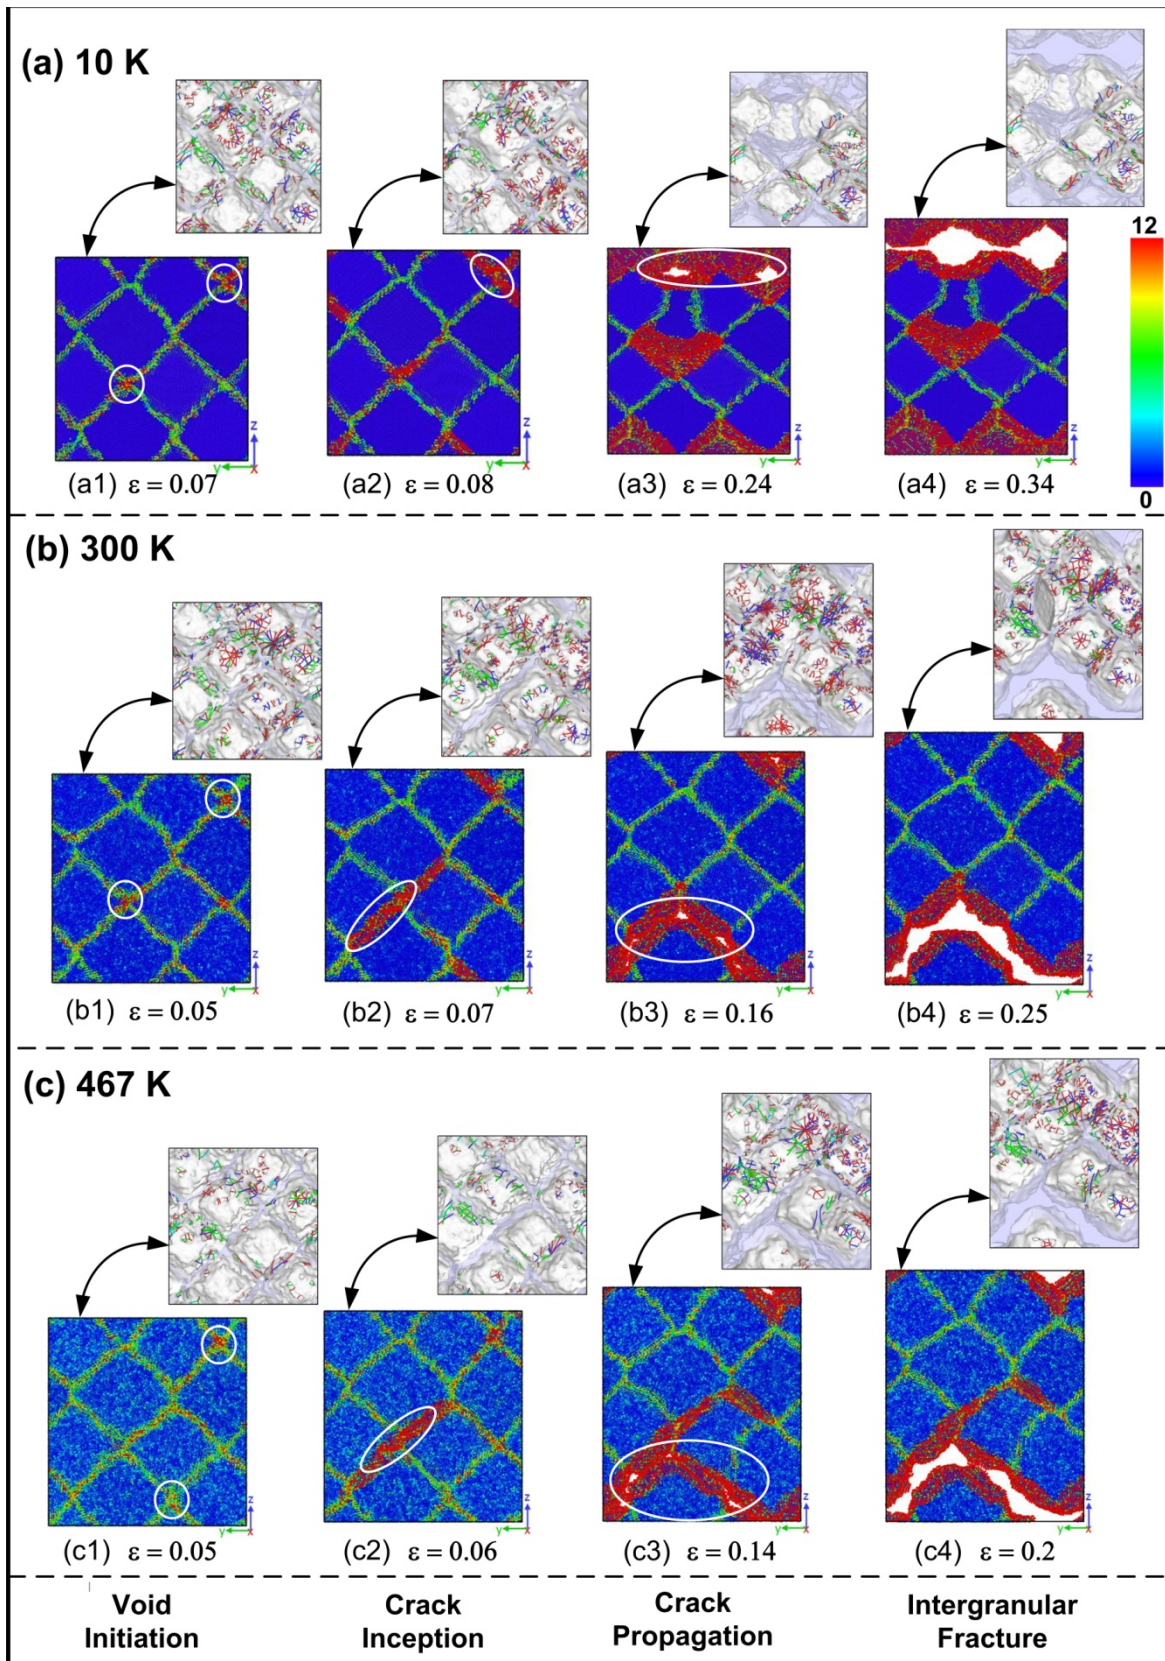 (a) 10 K
12
0
z
y
x
z
y
x
z
y
x
z
y
x
(a1) ε = 0.07
(a2) ε = 0.08
(a3) ε = 0.24
(a4) ε = 0.34
(b) 300 K
z
y
x
z
y
x
z
y
x
z
y
x
(b1) ε = 0.05
(b2) ε = 0.07
(b3) ε = 0.16
(b4) ε = 0.25
(c) 467 K
z
y
x
z
y
x
z
y
x
z
y
x
(c1) ε = 0.05
(c2) ε = 0.06
(c3) ε = 0.14
(c4) ε = 0.2
Void
Initiation
Crack
Inception
Crack
Propagation
Intergranular
Fracture